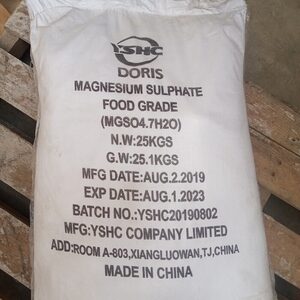 YSHC
DORIS
MAGNESIUM SULPHATE
FOOD GRADE
(MGSO4.7H2O)
N.W:25KGS
G.W:25.1KGS
MFG DATE:AUG.2.2019
EXP DATE:AUG.1.2023
BATCH NO.:YSHC20190802
MFG:YSHC COMPANY LIMITED
ADD:ROOM A-803,XIANGLUOWAN,TJ,CHINA
MADE IN CHINA